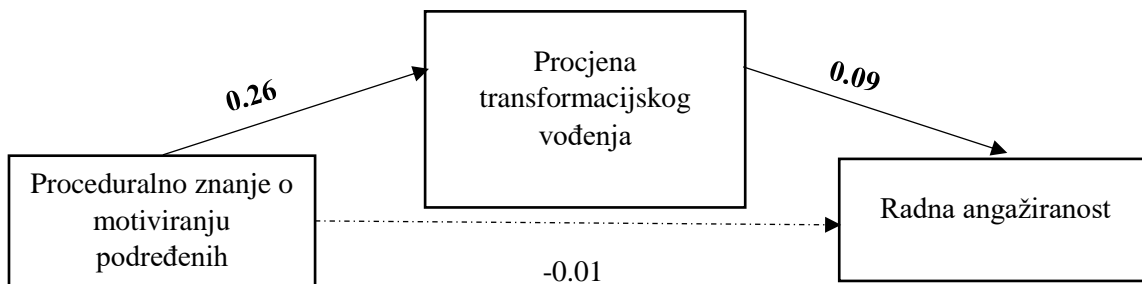 Procjena
transformacijskog
vođenja
0.26
0.09
Proceduralno znanje o
motiviranju
podređenih
Radna angažiranost
-0.01